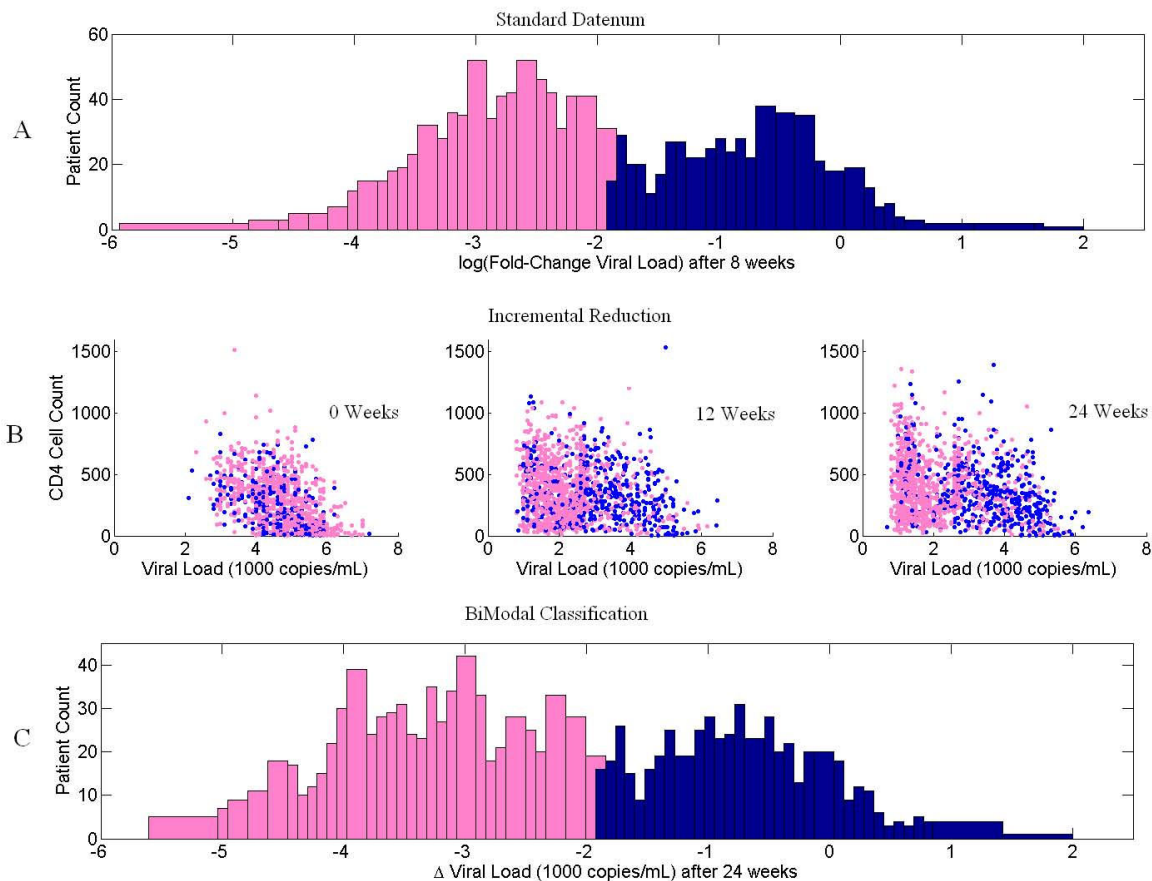 Standard Datenum
A
Patient Count
60
40
20
0
-6 -5 -4 -3 -2 -1 0 1 2
log(Fold-Change Viral Load) after 8 weeks
Incremental Reduction
B
CD4 Cell Count
1500
1000
500
0
0 Weeks
0 2 4 6 8
Viral Load (1000 copies/mL)
1500
1000
500
0
12 Weeks
0 2 4 6 8
Viral Load (1000 copies/mL)
1500
1000
500
0
24 Weeks
0 2 4 6 8
Viral Load (1000 copies/mL)
BiModal Classification
C
Patient Count
40
30
20
10
0
-6 -5 -4 -3 -2 -1 0 1 2
Δ Viral Load (1000 copies/mL) after 24 weeks